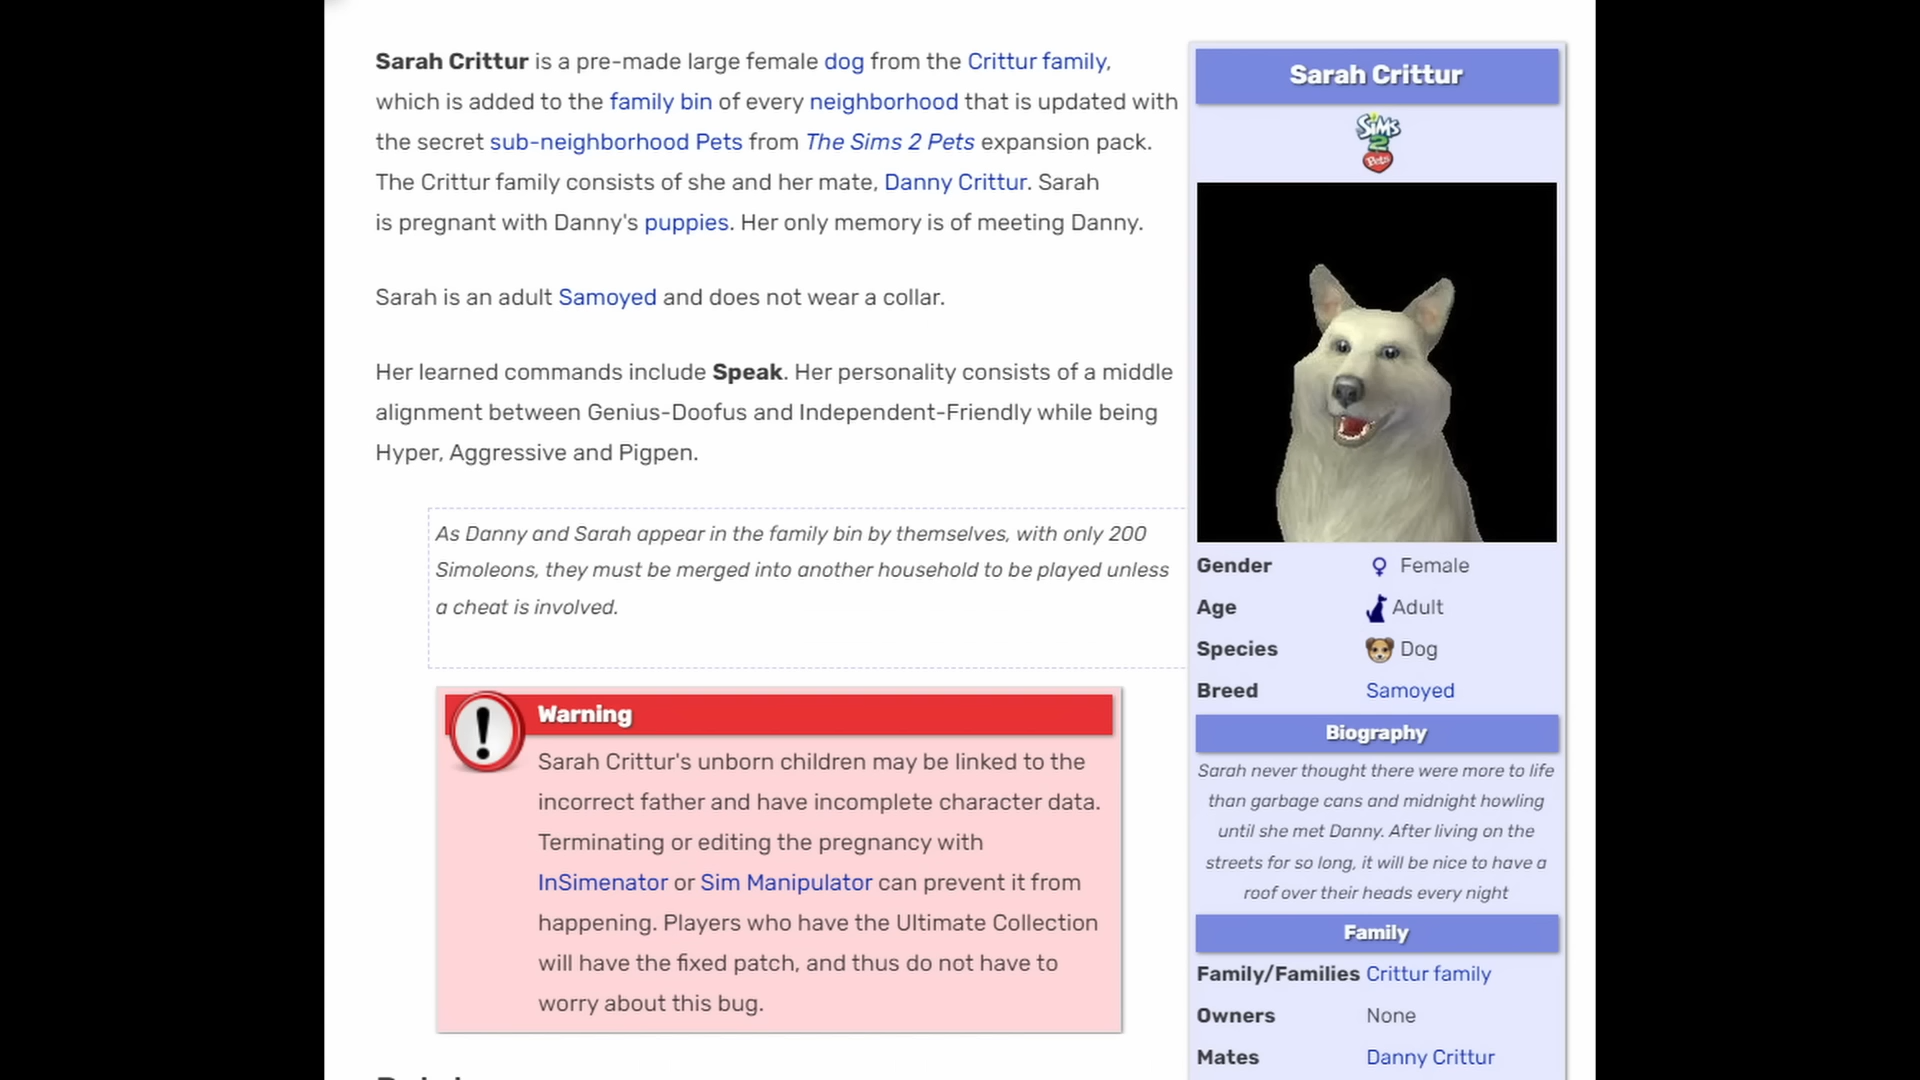 Sarah Crittur is a pre-made large female dog from the Crittur family,
which is added to the family bin of every neighborhood that is updated with
the secret sub-neighborhood Pets from The Sims 2 Pets expansion pack.
The Crittur family consists of she and her mate, Danny Crittur. Sarah
is pregnant with Danny's puppies. Her only memory is of meeting Danny.
Sarah is an adult Samoyed and does not wear a collar.
Her learned commands include Speak. Her personality consists of a middle
alignment between Genius-Doofus and Independent-Friendly while being
Hyper, Aggressive and Pigpen.
As Danny and Sarah appear in the family bin by themselves, with only 200
Simoleons, they must be merged into another household to be played unless
a cheat is involved.
Warning
Sarah Crittur's unborn children may be linked to the
incorrect father and have incomplete character data.
Terminating or editing the pregnancy with
InSimenator or Sim Manipulator can prevent it from
happening. Players who have the Ultimate Collection
will have the fixed patch, and thus do not have to
worry about this bug.
Sarah Crittur
The Sims 2 Pets
Gender Female
Age Adult
Species Dog
Breed Samoyed
Biography
Sarah never thought there were more to life
than garbage cans and midnight howling
until she met Danny. After living on the
streets for so long, it will be nice to have a
roof over their heads every night
Family
Family/Families Crittur family
Owners None
Mates Danny Crittur